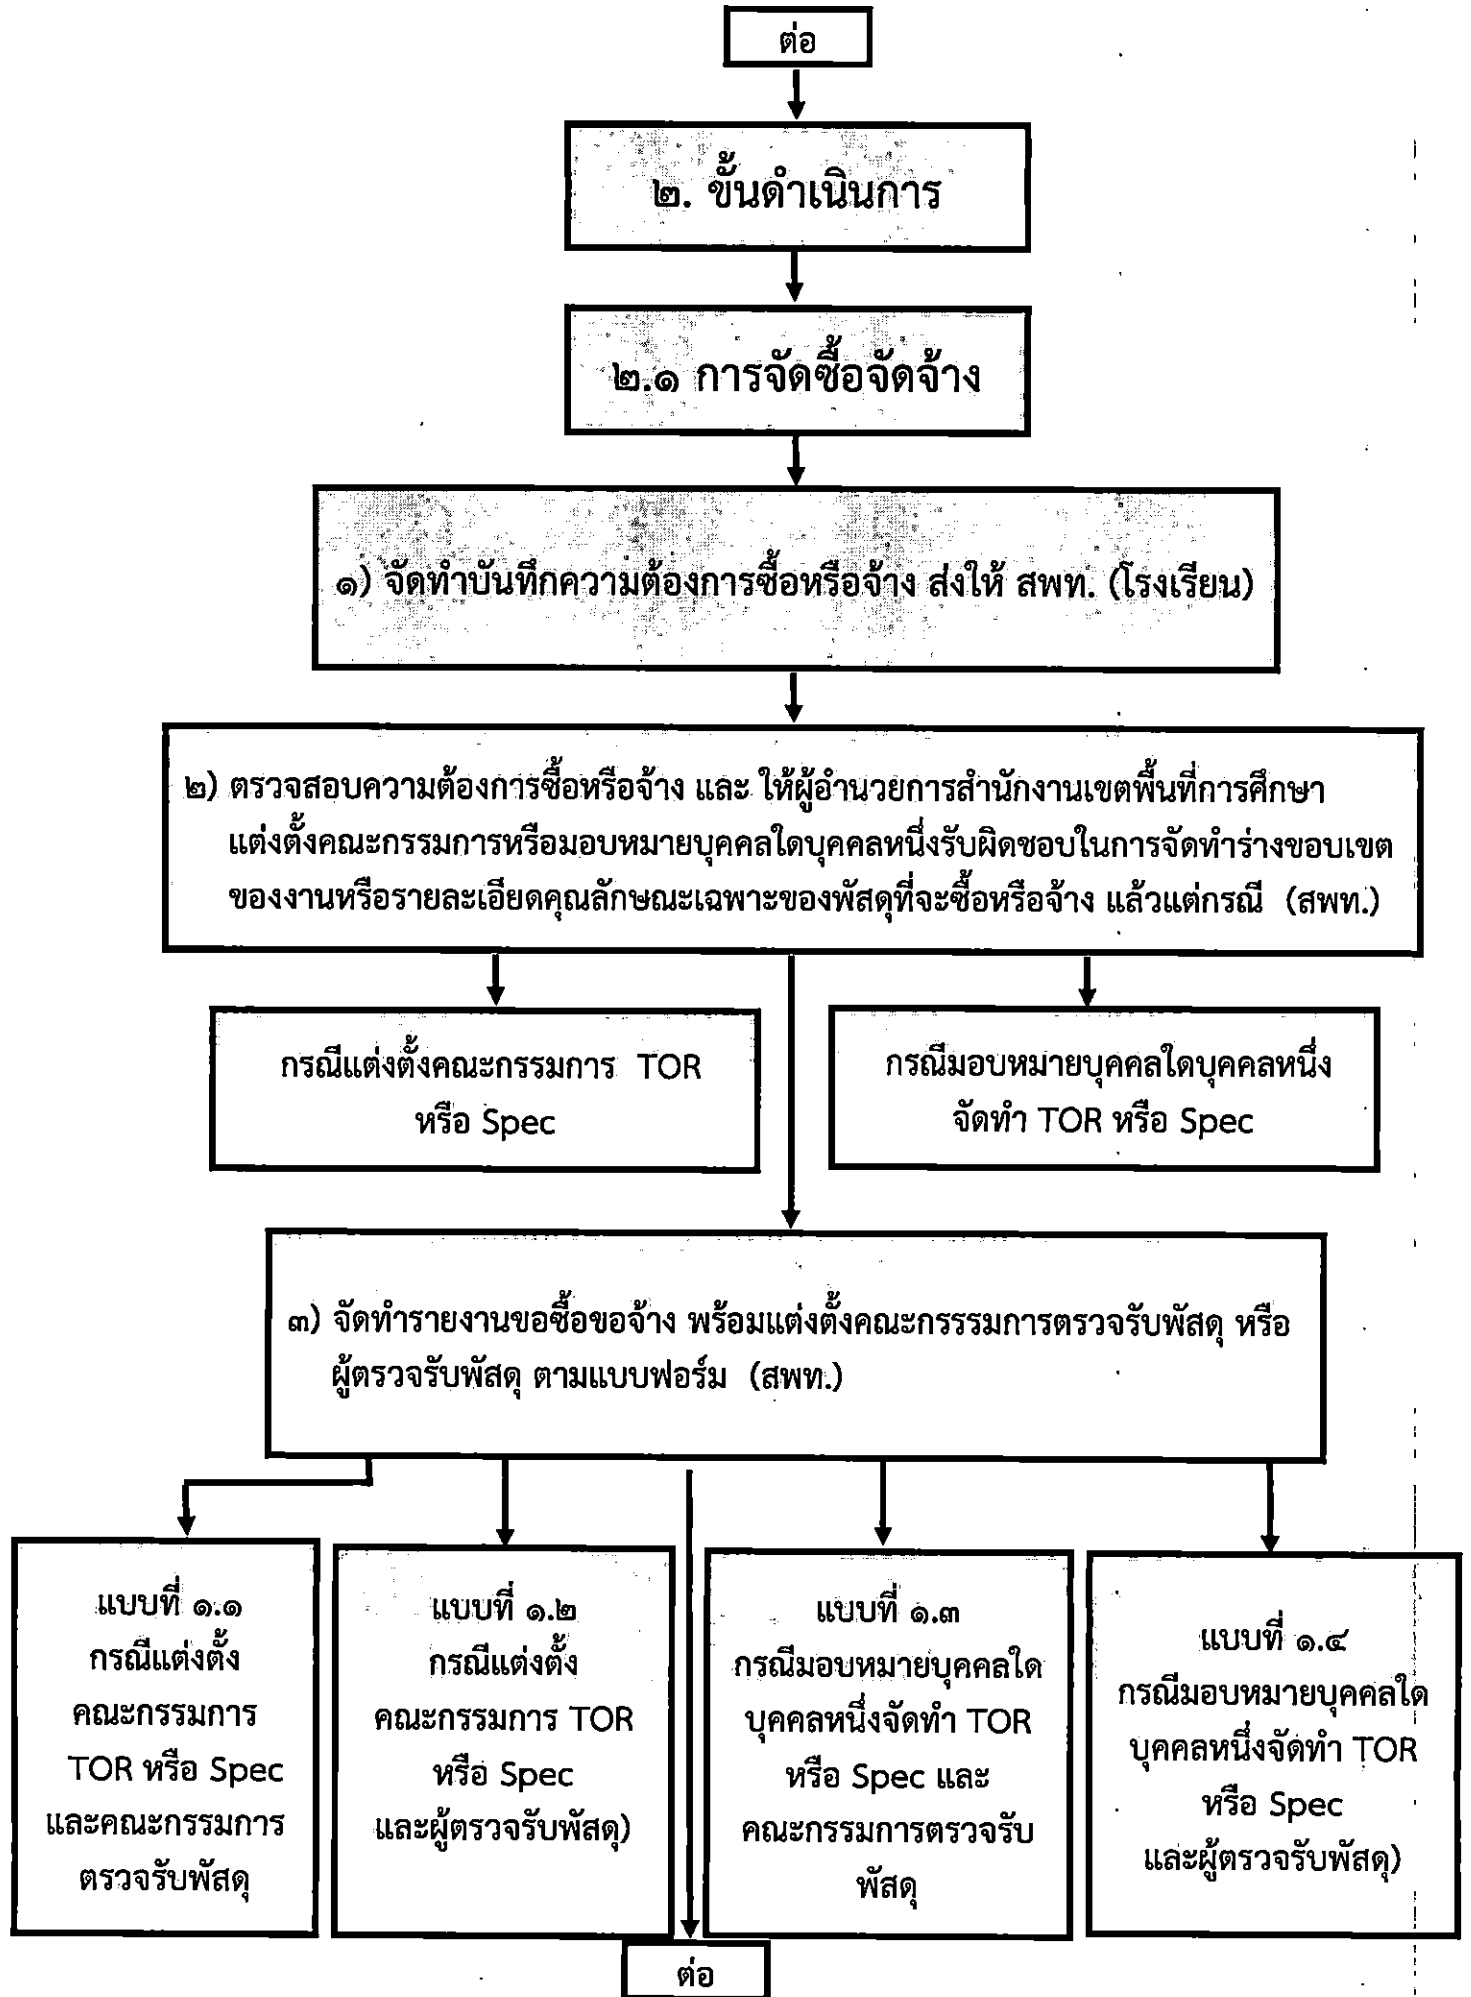 ต่อ
๒. ขั้นดำเนินการ
๒.๑ การจัดซื้อจัดจ้าง
๑) จัดทำบันทึกความต้องการซื้อหรือจ้าง ส่งให้ สพท. (โรงเรียน)
๒) ตรวจสอบความต้องการซื้อหรือจ้าง และ ให้ผู้อำนวยการสำนักงานเขตพื้นที่การศึกษา
แต่งตั้งคณะกรรมการหรือมอบหมายบุคคลใดบุคคลหนึ่งรับผิดชอบในการจัดทำร่างขอบเขต
ของงานหรือรายละเอียดคุณลักษณะเฉพาะของพัสดุที่จะซื้อหรือจ้าง แล้วแต่กรณี (สพท.)
กรณีแต่งตั้งคณะกรรมการ TOR
หรือ Spec
กรณีมอบหมายบุคคลใดบุคคลหนึ่ง
จัดทำ TOR หรือ Spec
๓) จัดทำรายงานขอซื้อขอจ้าง พร้อมแต่งตั้งคณะกรรรมการตรวจรับพัสดุ หรือ
ผู้ตรวจรับพัสดุ ตามแบบฟอร์ม (สพท.)
แบบที่ ๑.๑
กรณีแต่งตั้ง
คณะกรรมการ
TOR หรือ Spec
และคณะกรรมการ
ตรวจรับพัสดุ
แบบที่ ๑.๒
กรณีแต่งตั้ง
คณะกรรมการ TOR
หรือ Spec
และผู้ตรวจรับพัสดุ)
แบบที่ ๑.๓
กรณีมอบหมายบุคคลใด
บุคคลหนึ่งจัดทำ TOR
หรือ Spec และ
คณะกรรมการตรวจรับ
พัสดุ
แบบที่ ๑.๔
กรณีมอบหมายบุคคลใด
บุคคลหนึ่งจัดทำ TOR
หรือ Spec
และผู้ตรวจรับพัสดุ)
ต่อ